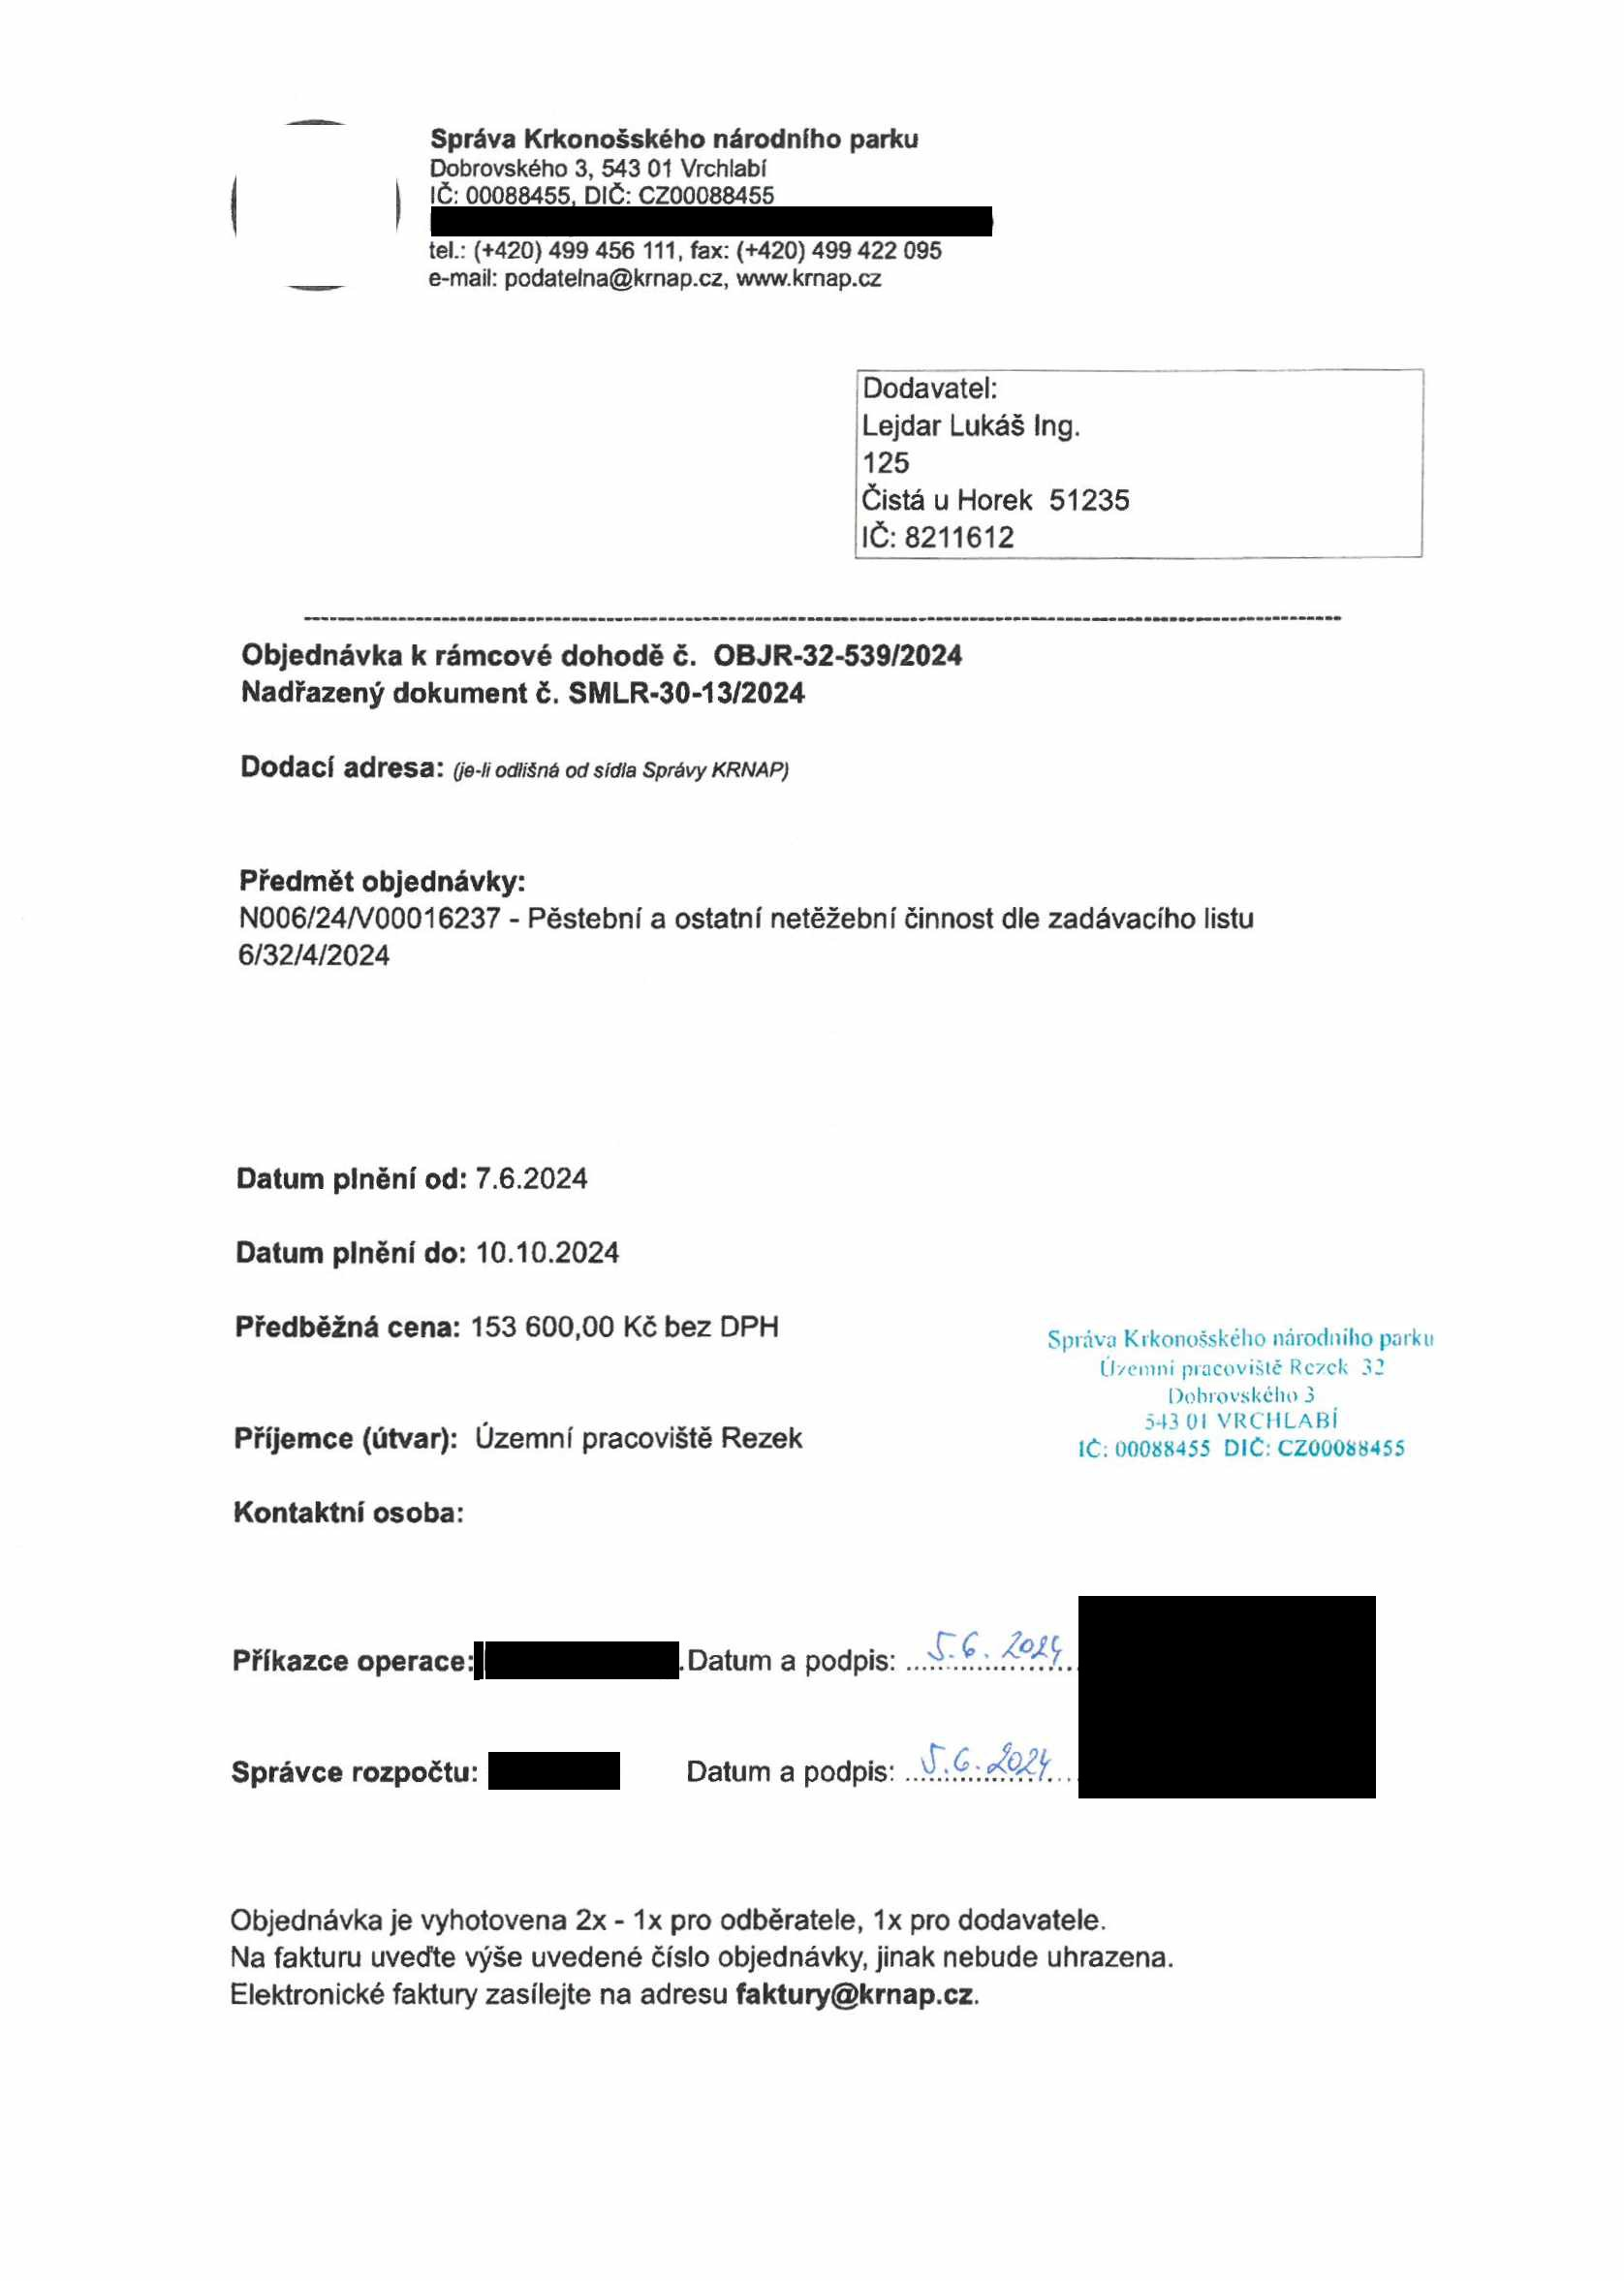 Správa Krkonošského národního parku
Dobrovského 3, 543 01 Vrchlabí
IČ: 00088455, DIČ: CZ00088455
tel.: (+420) 499 456 111, fax: (+420) 499 422 095
e-mail: podatelna@krnap.cz, www.krnap.cz
Dodavatel:
Lejdar Lukáš Ing.
125
Čistá u Horek 51235
IČ: 8211612
Objednávka k rámcové dohodě č. OBJR-32-539/2024
Nadřazený dokument č. SMLR-30-13/2024
Dodací adresa: (je-li odlišná od sídla Správy KRNAP)
Předmět objednávky:
N006/24/V00016237 - Pěstební a ostatní netěžební činnost dle zadávacího listu
6/32/4/2024
Datum plnění od: 7.6.2024
Datum plnění do: 10.10.2024
Předběžná cena: 153 600,00 Kč bez DPH
Správa Krkonošského národního parku
Územní pracoviště Rezek 32
Dobrovského 3
543 01 VRCHLABÍ
IČ: 00088455 DIČ: CZ00088455
Příjemce (útvar): Územní pracoviště Rezek
Kontaktní osoba:
Příkazce operace: Datum a podpis: 5.6.2024
Správce rozpočtu: Datum a podpis: 5.6.2024
Objednávka je vyhotovena 2x - 1x pro odběratele, 1x pro dodavatele.
Na fakturu uveďte výše uvedené číslo objednávky, jinak nebude uhrazena.
Elektronické faktury zasílejte na adresu faktury@krnap.cz.